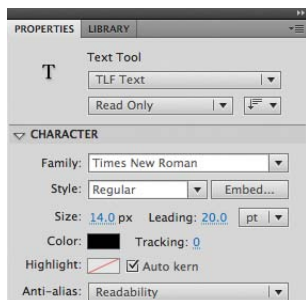 PROPERTIES LIBRARY
T
Text Tool
TLF Text
Read Only
CHARACTER
Family: Times New Roman
Style: Regular Embed...
Size: 14.0 px Leading: 20.0 pt
Color: Tracking: 0
Highlight: Auto kern
Anti-alias: Readability